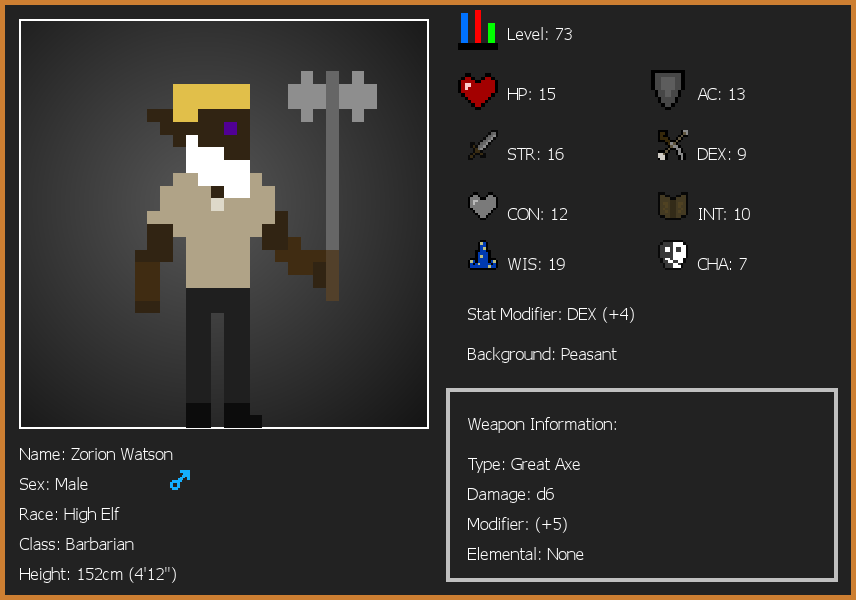 Level: 73
HP: 15
AC: 13
STR: 16
DEX: 9
CON: 12
INT: 10
WIS: 19
CHA: 7
Stat Modifier: DEX (+4)
Background: Peasant
Weapon Information:
Type: Great Axe
Damage: d6
Modifier: (+5)
Elemental: None
Name: Zorion Watson
Sex: Male
Race: High Elf
Class: Barbarian
Height: 152cm (4'12")